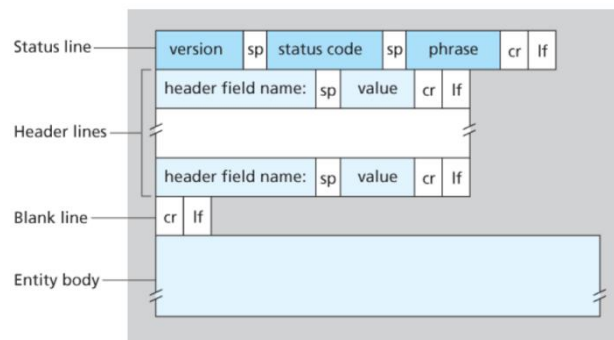 Status line
version sp status code sp phrase cr lf
header field name: sp value cr lf
Header lines
header field name: sp value cr lf
Blank line
cr lf
Entity body